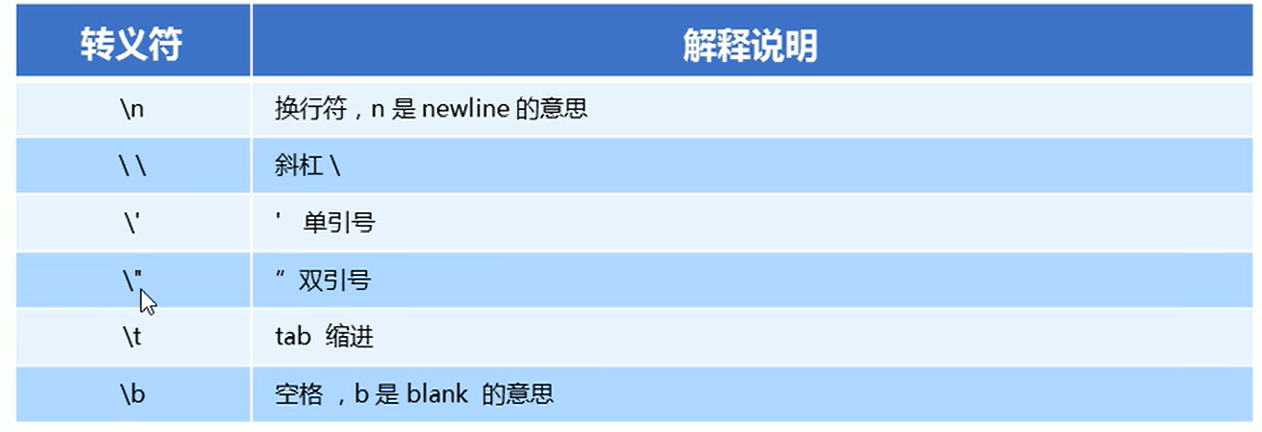 转义符 解释说明
\n 换行符，n 是 newline 的意思
\ \ 斜杠 \
\' ' 单引号
\" " 双引号
\t tab 缩进
\b 空格 ，b 是 blank 的意思